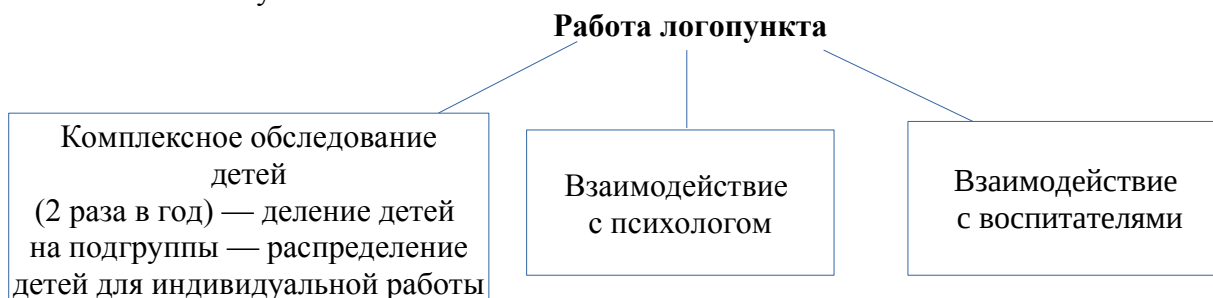 Работа логопункта
Комплексное обследование
детей
(2 раза в год) — деление детей
на подгруппы — распределение
детей для индивидуальной работы
Взаимодействие
с психологом
Взаимодействие
с воспитателями